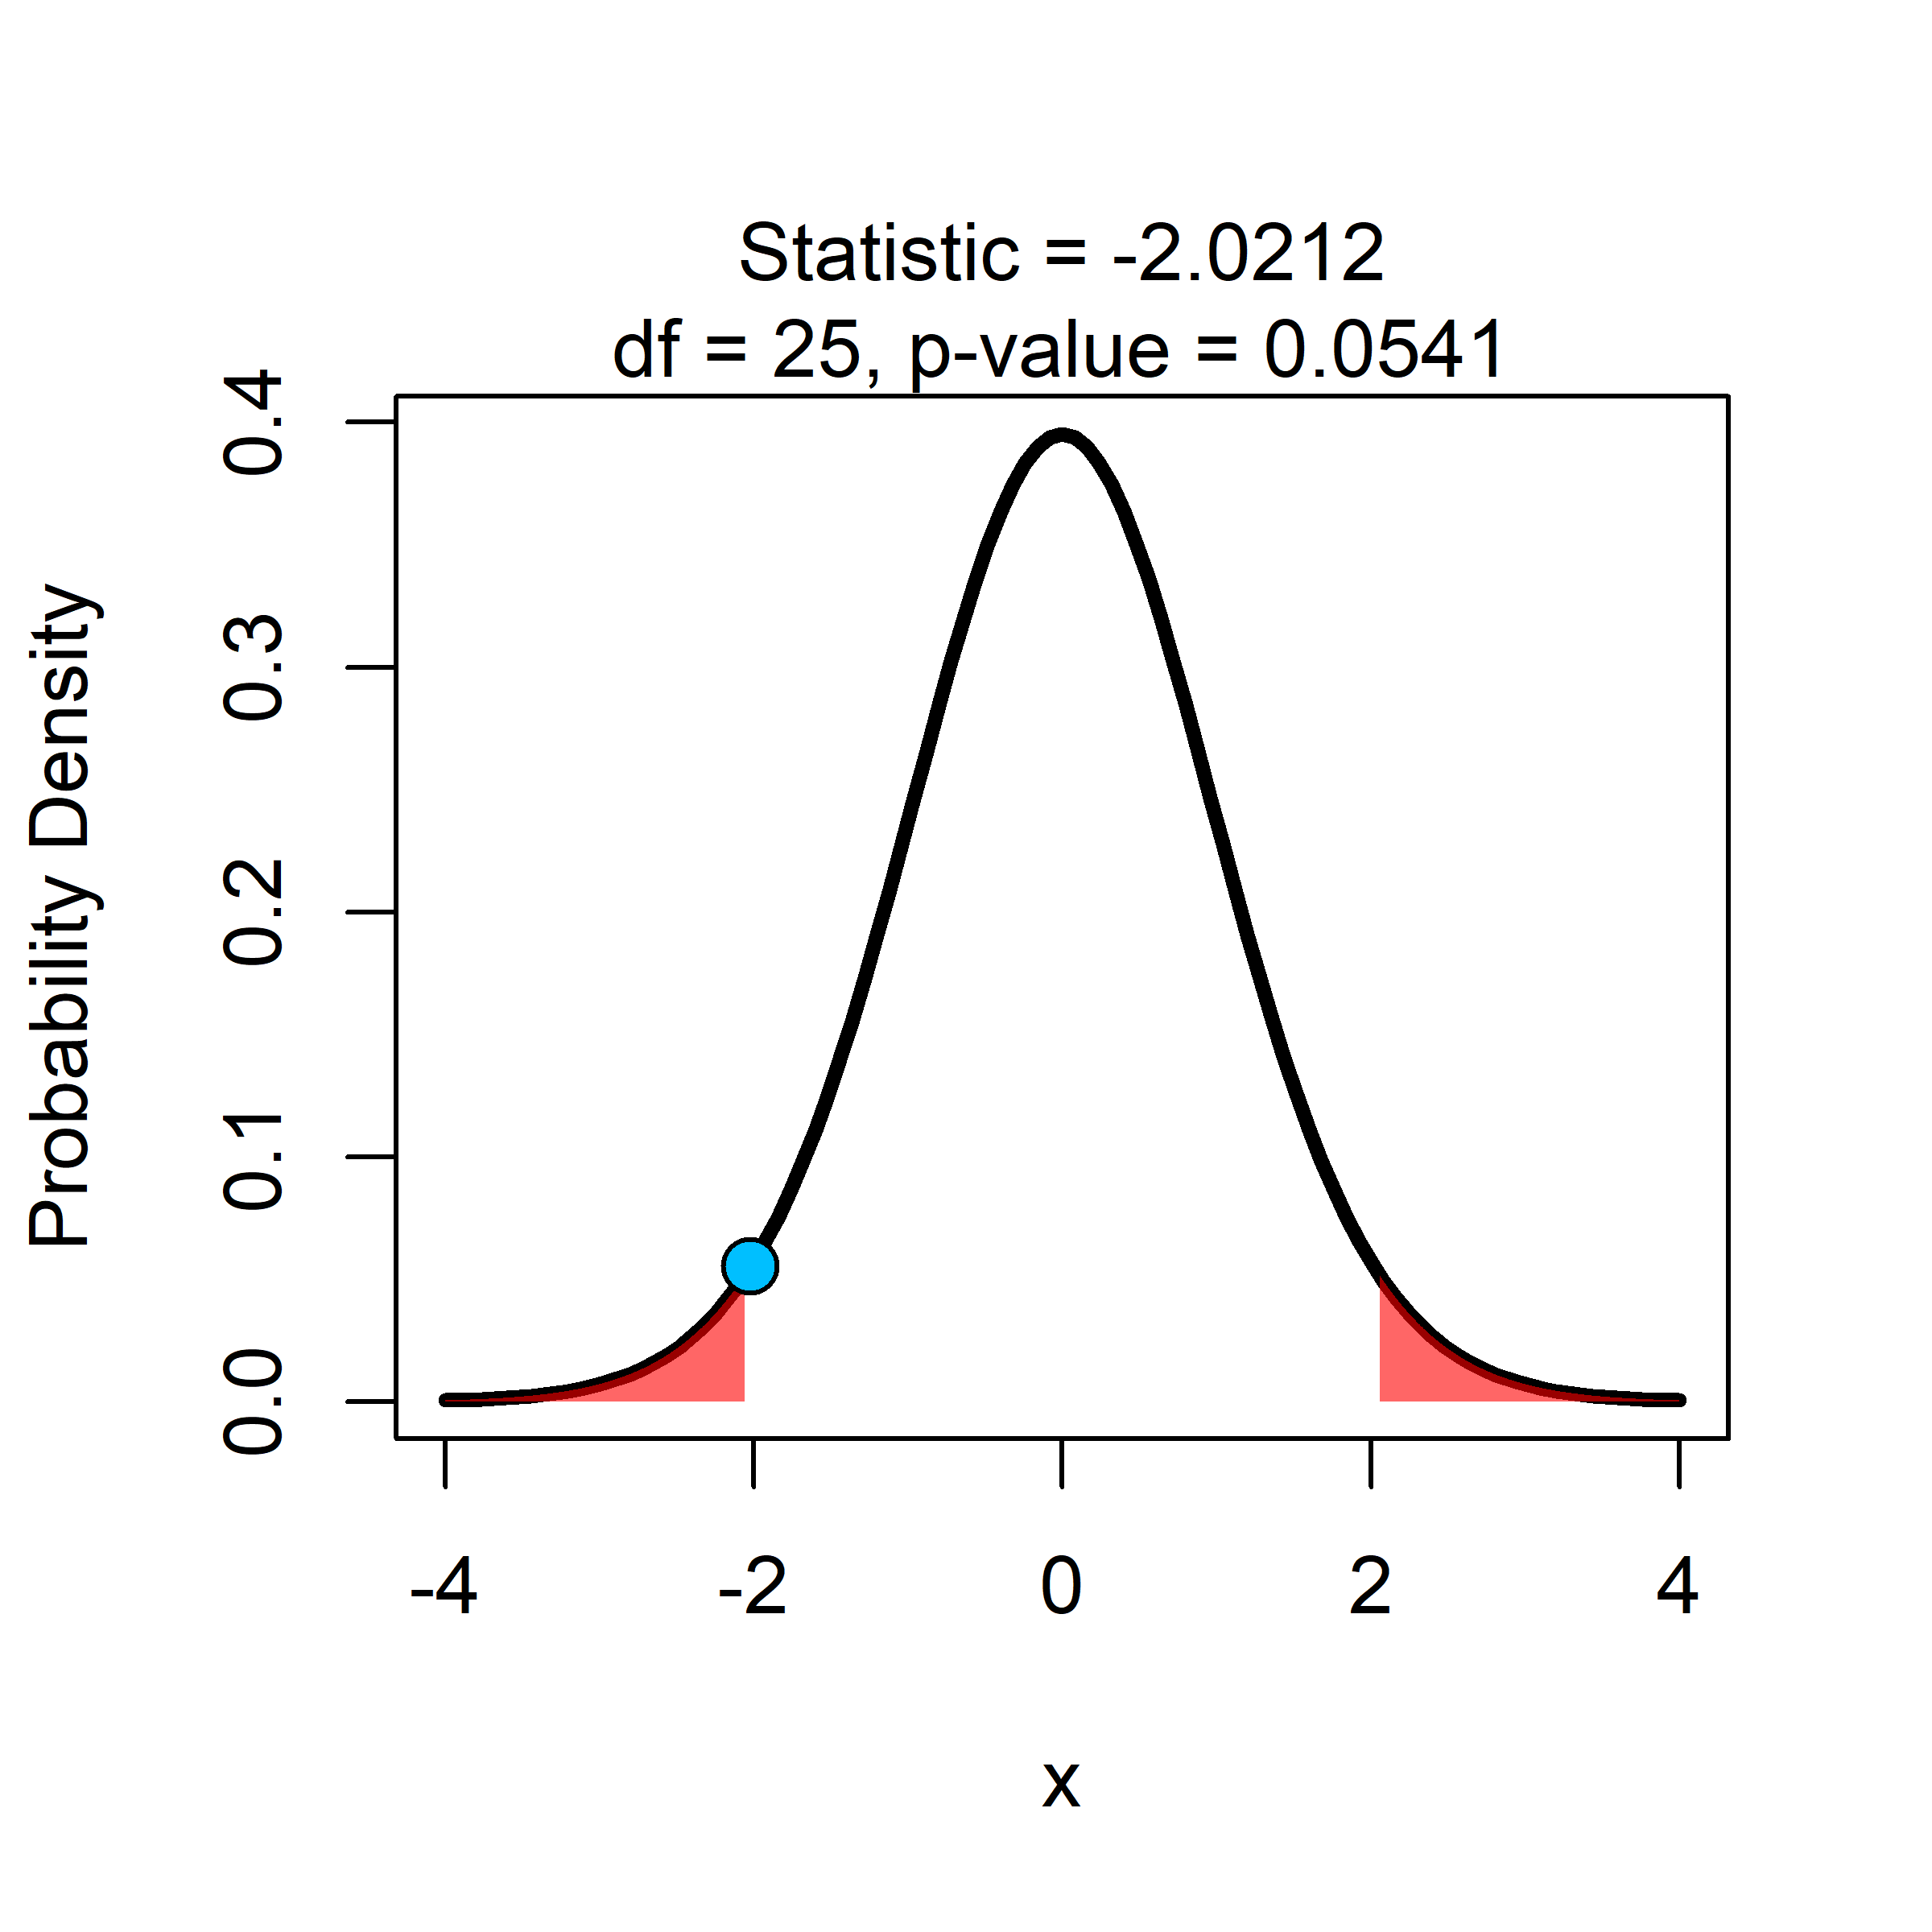 Statistic = -2.0212
df = 25, p-value = 0.0541
Probability Density
0.4
0.3
0.2
0.1
0.0
-4 -2 0 2 4
x